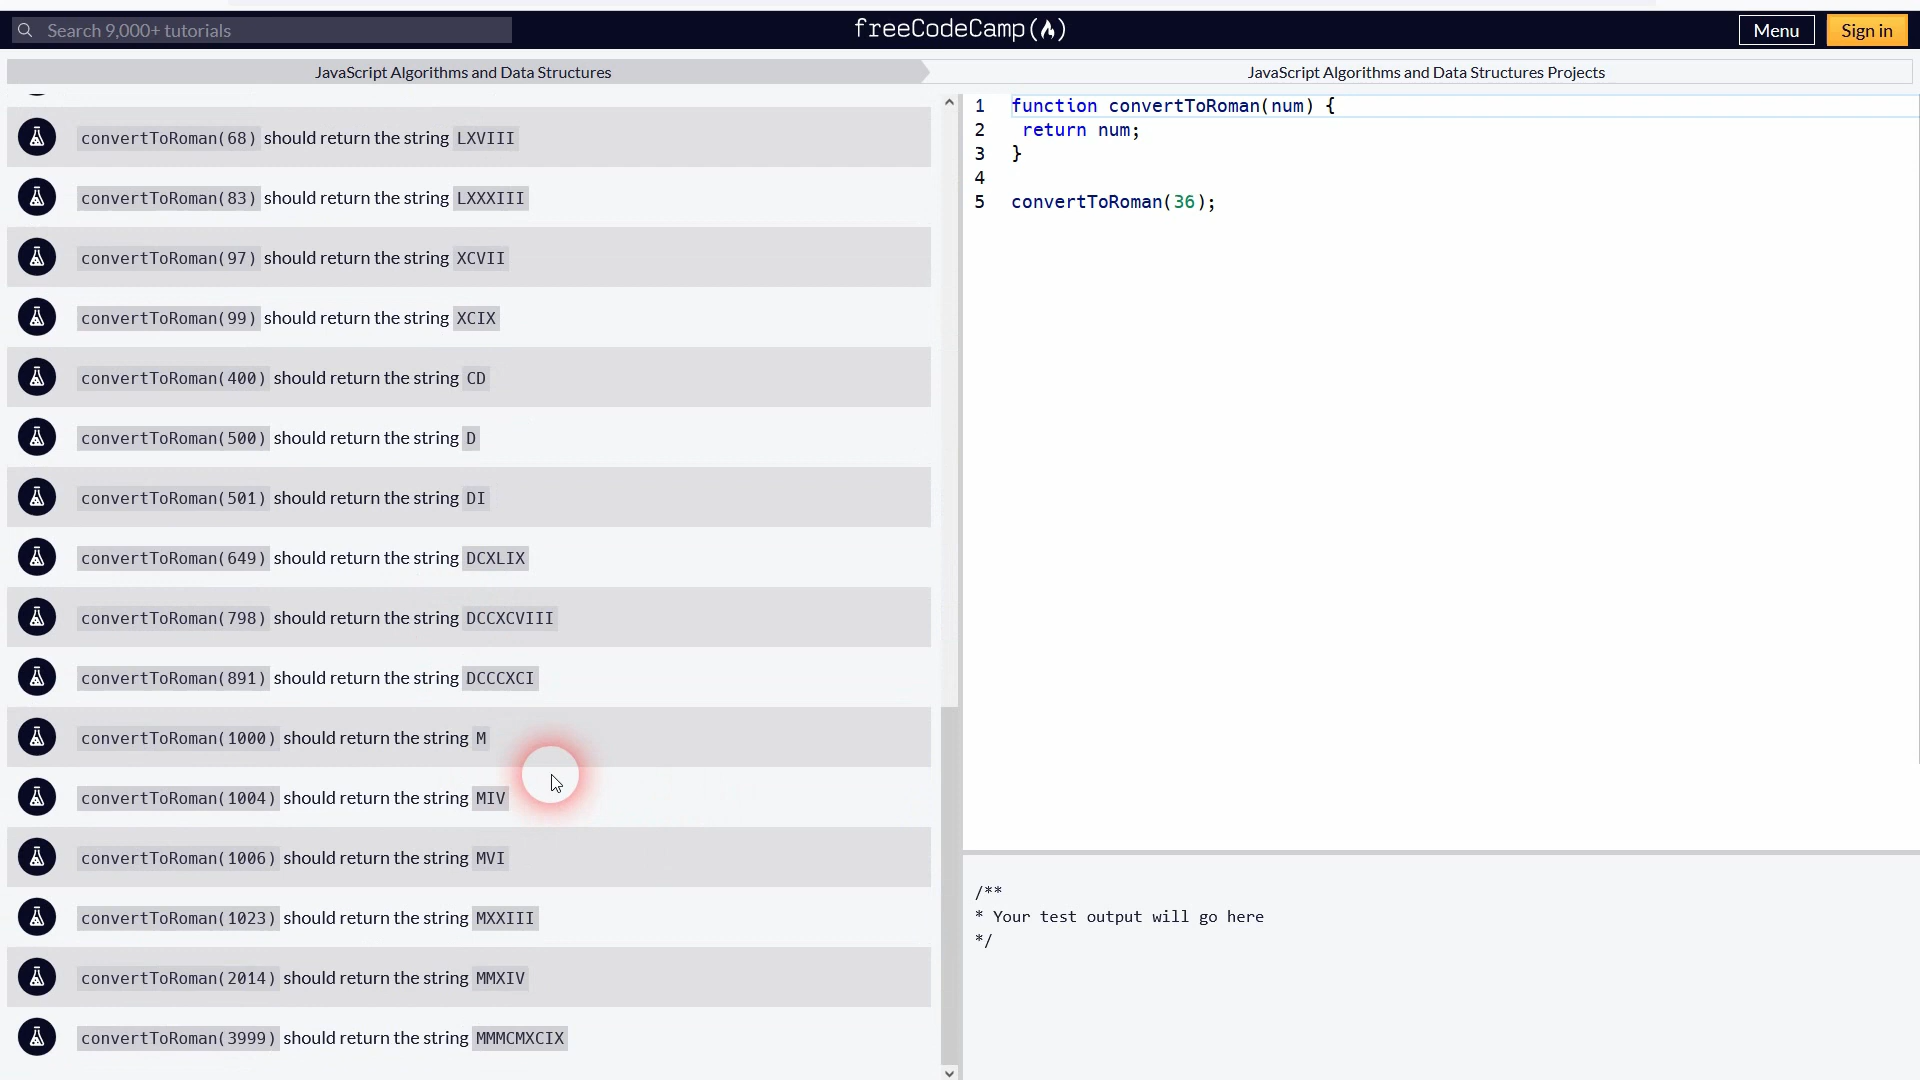 Search 9,000+ tutorials
freeCodeCamp
Menu
Sign in
JavaScript Algorithms and Data Structures
JavaScript Algorithms and Data Structures Projects
convertToRoman(68) should return the string LXVIII
convertToRoman(83) should return the string LXXXIII
convertToRoman(97) should return the string XCVII
convertToRoman(99) should return the string XCIX
convertToRoman(400) should return the string CD
convertToRoman(500) should return the string D
convertToRoman(501) should return the string DI
convertToRoman(649) should return the string DCXLIX
convertToRoman(798) should return the string DCCXCVIII
convertToRoman(891) should return the string DCCCXCI
convertToRoman(1000) should return the string M
convertToRoman(1004) should return the string MIV
convertToRoman(1006) should return the string MVI
convertToRoman(1023) should return the string MXXIII
convertToRoman(2014) should return the string MMXIV
convertToRoman(3999) should return the string MMMCMXCIX
1 function convertToRoman(num) {
2 return num;
3 }
4
5 convertToRoman(36);
/**
* Your test output will go here
*/